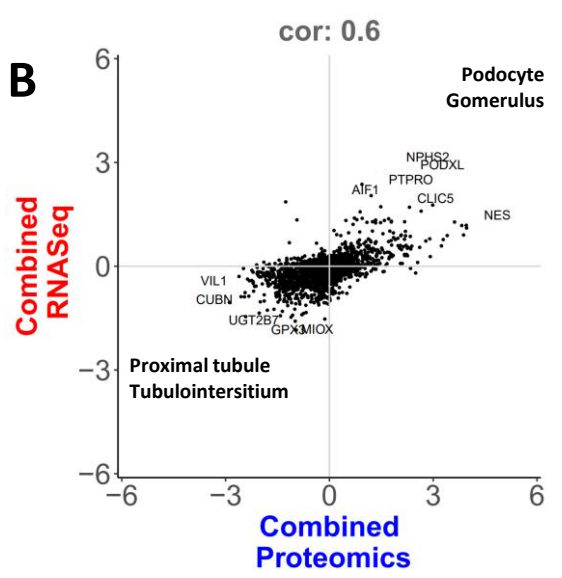 cor: 0.6
B
Podocyte
Gomerulus
6
3
0
−3
−6
Combined
RNASeq
NPHS2
PODXL
PTPRO
AIF1
CLIC5
NES
VIL1
CUBN
UGT2B7
GPX3
MIOX
Proximal tubule
Tubulointersitium
−6
−3
0
3
6
Combined
Proteomics